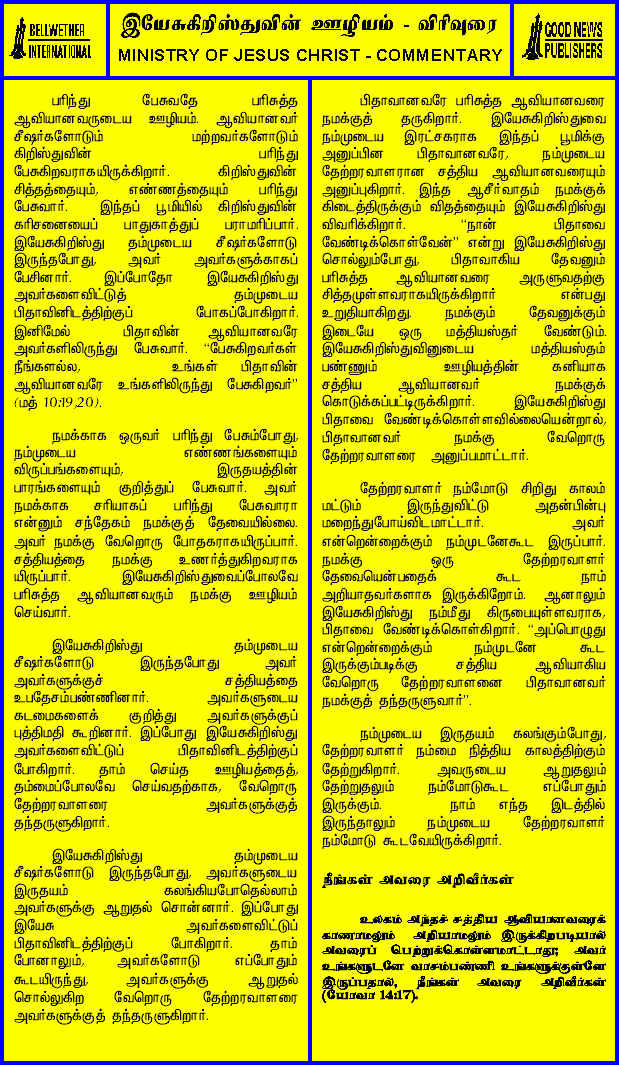 BELLWETHER
INTERNATIONAL
இயேசுகிறிஸ்துவின் ஊழியம் - விரிவுரை
MINISTRY OF JESUS CHRIST - COMMENTARY
GOOD NEWS
PUBLISHERS
பரிந்து பேசுவதே பரிசுத்த
ஆவியானவருடைய ஊழியம். ஆவியானவர்
சீஷர்களோடும் மற்றவர்களோடும்
கிறிஸ்துவின் பரிந்து
பேசுகிறவராகயிருக்கிறார். கிறிஸ்துவின்
சித்தத்தையும், எண்ணத்தையும் பரிந்து
பேசுவார். இந்தப் பூமியில் கிறிஸ்துவின்
கரிசனையைப் பாதுகாத்துப் பராமரிப்பார்.
இயேசுகிறிஸ்து தம்முடைய சீஷர்களோடு
இருந்தபோது, அவர் அவர்களுக்காகப்
பேசினார். இப்போதோ இயேசுகிறிஸ்து
அவர்களைவிட்டுத் தம்முடைய
பிதாவினிடத்திற்குப் போகப்போகிறார்.
இனிமேல் பிதாவின் ஆவியானவரே
அவர்களிலிருந்து பேசுவார். “பேசுகிறவர்கள்
நீங்களல்ல, உங்கள் பிதாவின்
ஆவியானவரே உங்களிலிருந்து பேசுகிறவர்”
(மத் 10:19,20).
நமக்காக ஒருவர் பரிந்து பேசும்போது,
நம்முடைய எண்ணங்களையும்
விருப்பங்களையும், இருதயத்தின்
பாரங்களையும் குறித்துப் பேசுவார். அவர்
நமக்காக சரியாகப் பரிந்து பேசுவாரா
என்னும் சந்தேகம் நமக்குத் தேவையில்லை.
அவர் நமக்கு வேறொரு போதகராகயிருப்பார்.
சத்தியத்தை நமக்கு உணர்த்துகிறவராக
யிருப்பார். இயேசுகிறிஸ்துவைப்போலவே
பரிசுத்த ஆவியானவரும் நமக்கு ஊழியம்
செய்வார்.
இயேசுகிறிஸ்து தம்முடைய
சீஷர்களோடு இருந்தபோது அவர்
அவர்களுக்குச் சத்தியத்தை
உபதேசம்பண்ணினார். அவர்களுடைய
கடமைகளைக் குறித்து அவர்களுக்குப்
புத்திமதி கூறினார். இப்போது இயேசுகிறிஸ்து
அவர்களைவிட்டுப் பிதாவினிடத்திற்குப்
போகிறார். தாம் செய்த ஊழியத்தைத்,
தம்மைப்போலவே செய்வதற்காக, வேறொரு
தேற்றரவாளரை அவர்களுக்குத்
தந்தருளுகிறார்.
இயேசுகிறிஸ்து தம்முடைய
சீஷர்களோடு இருந்தபோது, அவர்களுடைய
இருதயம் கலங்கியபோதெல்லாம்
அவர்களுக்கு ஆறுதல் சொன்னார். இப்போது
இயேசு அவர்களைவிட்டுப்
பிதாவினிடத்திற்குப் போகிறார். தாம்
போனாலும், அவர்களோடு எப்போதும்
கூடயிருந்து, அவர்களுக்கு ஆறுதல்
சொல்லுகிற வேறொரு தேற்றரவாளரை
அவர்களுக்குத் தந்தருளுகிறார்.
பிதாவானவரே பரிசுத்த ஆவியானவரை
நமக்குத் தருகிறார். இயேசுகிறிஸ்துவை
நம்முடைய இரட்சகராக இந்தப் பூமிக்கு
அனுப்பின பிதாவானவரே, நம்முடைய
தேற்றரவாளரான சத்திய ஆவியானவரையும்
அனுப்புகிறார். இந்த ஆசீர்வாதம் நமக்குக்
கிடைத்திருக்கும் விதத்தையும் இயேசுகிறிஸ்து
விவரிக்கிறார். “நான் பிதாவை
வேண்டிக்கொள்வேன்” என்று இயேசுகிறிஸ்து
சொல்லும்போது, பிதாவாகிய தேவனும்
பரிசுத்த ஆவியானவரை அருளுவதற்கு
சித்தமுள்ளவராகயிருக்கிறார் என்பது
உறுதியாகிறது. நமக்கும் தேவனுக்கும்
இடையே ஒரு மத்தியஸ்தர் வேண்டும்.
இயேசுகிறிஸ்துவினுடைய மத்தியஸ்தம்
பண்ணும் ஊழியத்தின் கனியாக
சத்திய ஆவியானவர் நமக்குக்
கொடுக்கப்பட்டிருக்கிறார். இயேசுகிறிஸ்து
பிதாவை வேண்டிக்கொள்ளவில்லையென்றால்,
பிதாவானவர் நமக்கு வேறொரு
தேற்றரவாளரை அனுப்பமாட்டார்.
தேற்றரவாளர் நம்மோடு சிறிது காலம்
மட்டும் இருந்துவிட்டு அதன்பின்பு
மறைந்துபோய்விடமாட்டார். அவர்
என்றென்றைக்கும் நம்முடனேகூட இருப்பார்.
நமக்கு ஒரு தேற்றரவாளர்
தேவையென்பதைக் கூட நாம்
அறியாதவர்களாக இருக்கிறோம். ஆனாலும்
இயேசுகிறிஸ்து நம்மீது கிருபையுள்ளவராக,
பிதாவை வேண்டிக்கொள்கிறார். “அப்பொழுது
என்றென்றைக்கும் நம்முடனே கூட
இருக்கும்படிக்கு சத்திய ஆவியாகிய
வேறொரு தேற்றரவாளனை பிதாவானவர்
நமக்குத் தந்தருளுவார்”.
நம்முடைய இருதயம் கலங்கும்போது,
தேற்றரவாளர் நம்மை நித்திய காலத்திற்கும்
தேற்றுகிறார். அவருடைய ஆறுதலும்
தேற்றுதலும் நம்மோடுகூட எப்போதும்
இருக்கும். நாம் எந்த இடத்தில்
இருந்தாலும் நம்முடைய தேற்றரவாளர்
நம்மோடு கூடவேயிருக்கிறார்.
நீங்கள் அவரை அறிவீர்கள்
உலகம் அந்தச் சத்திய ஆவியானவரைக்
காணாமலும் அறியாமலும் இருக்கிறபடியால்
அவரைப் பெற்றுக்கொள்ளமாட்டாது; அவர்
உங்களுடனே வாசம்பண்ணி உங்களுக்குள்ளே
இருப்பதால், நீங்கள் அவரை அறிவீர்கள்
(யோவா 14:17).